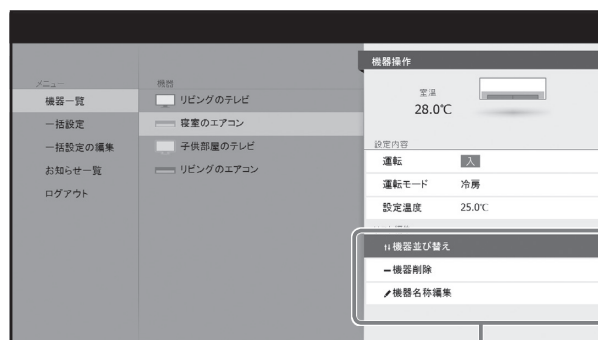 メニュー
機器一覧
一括設定
一括設定の編集
お知らせ一覧
ログアウト
機器
リビングのテレビ
寝室のエアコン
子供部屋のテレビ
リビングのエアコン
機器操作
室温
28.0℃
設定内容
運転 入
運転モード 冷房
設定温度 25.0℃
機器並び替え
機器削除
機器名称編集